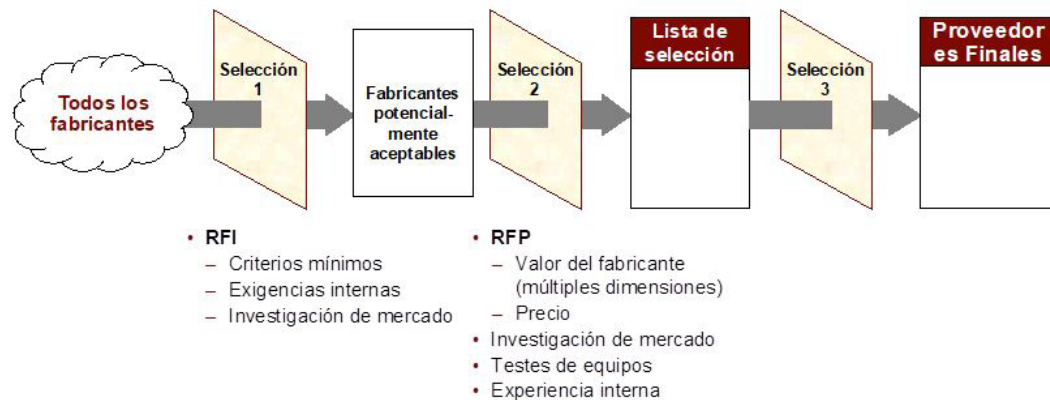 Todos los
fabricantes
Selección
1
Fabricantes
potencial-
mente
aceptables
Selección
2
Lista de
selección
Selección
3
Proveedor
es Finales
• RFI
– Criterios mínimos
– Exigencias internas
– Investigación de mercado
• RFP
– Valor del fabricante
(múltiples dimensiones)
– Precio
• Investigación de mercado
• Testes de equipos
• Experiencia interna